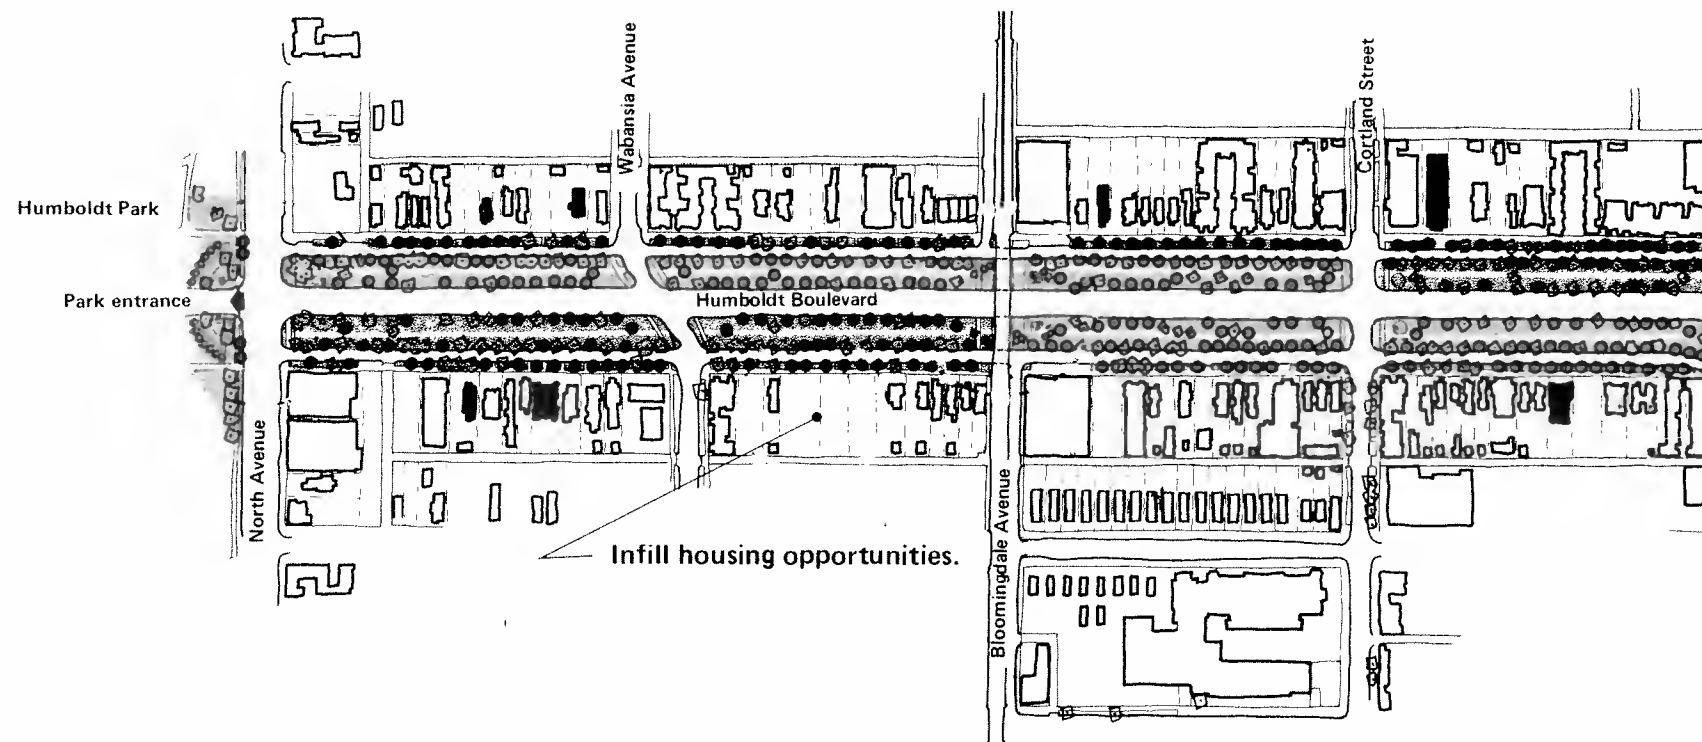 Wabansia Avenue
Cortland Street
Humboldt Park
Park entrance
Humboldt Boulevard
North Avenue
Bloomingdale Avenue
Infill housing opportunities.